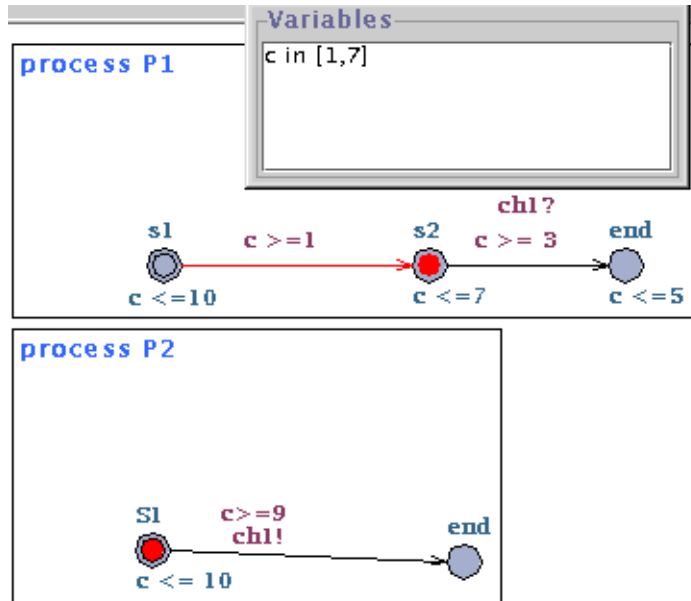 Variables
c in [1,7]
process P1
ch1?
s1
c >=1
s2
c >= 3
end
c <=10
c <=7
c <=5
process P2
S1
c>=9
ch1!
end
c <= 10